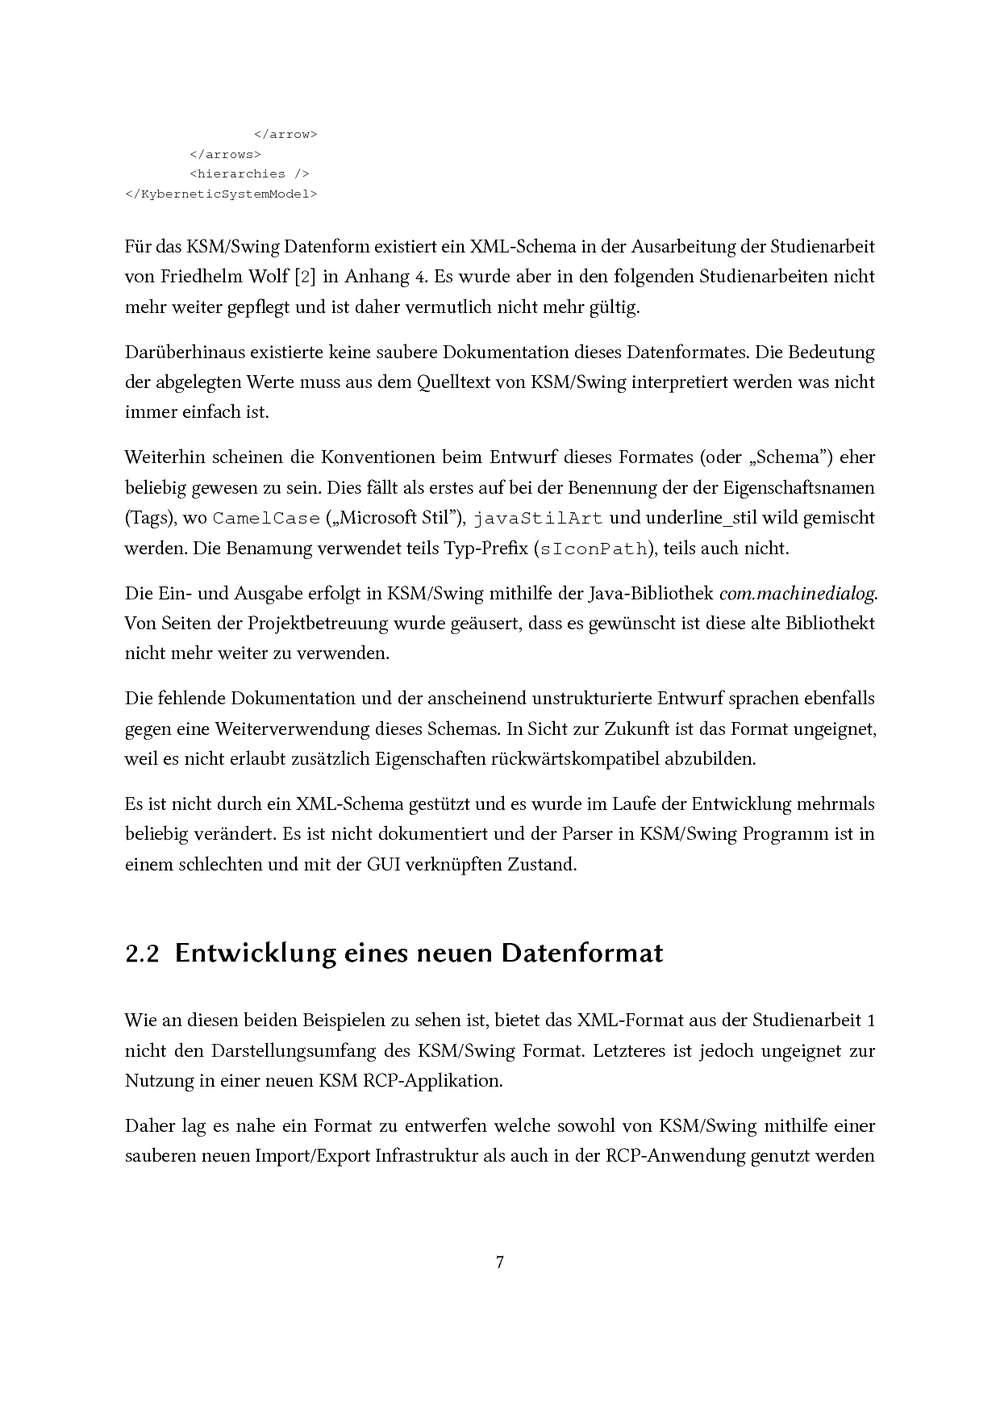 </arrow>
</arrows>
<hierarchies />
</KyberneticSystemModel>
Für das KSM/Swing Datenform existiert ein XML-Schema in der Ausarbeitung der Studienarbeit
von Friedhelm Wolf [2] in Anhang 4. Es wurde aber in den folgenden Studienarbeiten nicht
mehr weiter gepflegt und ist daher vermutlich nicht mehr gültig.
Darüberhinaus existierte keine saubere Dokumentation dieses Datenformates. Die Bedeutung
der abgelegten Werte muss aus dem Quelltext von KSM/Swing interpretiert werden was nicht
immer einfach ist.
Weiterhin scheinen die Konventionen beim Entwurf dieses Formates (oder „Schema”) eher
beliebig gewesen zu sein. Dies fällt als erstes auf bei der Benennung der der Eigenschaftsnamen
(Tags), wo CamelCase („Microsoft Stil”), javaStilArt und underline_stil wild gemischt
werden. Die Benamung verwendet teils Typ-Prefix (sIconPath), teils auch nicht.
Die Ein- und Ausgabe erfolgt in KSM/Swing mithilfe der Java-Bibliothek com.machinedialog.
Von Seiten der Projektbetreuung wurde geäusert, dass es gewünscht ist diese alte Bibliothekt
nicht mehr weiter zu verwenden.
Die fehlende Dokumentation und der anscheinend unstrukturierte Entwurf sprachen ebenfalls
gegen eine Weiterverwendung dieses Schemas. In Sicht zur Zukunft ist das Format ungeignet,
weil es nicht erlaubt zusätzlich Eigenschaften rückwärtskompatibel abzubilden.
Es ist nicht durch ein XML-Schema gestützt und es wurde im Laufe der Entwicklung mehrmals
beliebig verändert. Es ist nicht dokumentiert und der Parser in KSM/Swing Programm ist in
einem schlechten und mit der GUI verknüpften Zustand.
2.2 Entwicklung eines neuen Datenformat
Wie an diesen beiden Beispielen zu sehen ist, bietet das XML-Format aus der Studienarbeit 1
nicht den Darstellungsumfang des KSM/Swing Format. Letzteres ist jedoch ungeignet zur
Nutzung in einer neuen KSM RCP-Applikation.
Daher lag es nahe ein Format zu entwerfen welche sowohl von KSM/Swing mithilfe einer
sauberen neuen Import/Export Infrastruktur als auch in der RCP-Anwendung genutzt werden
7